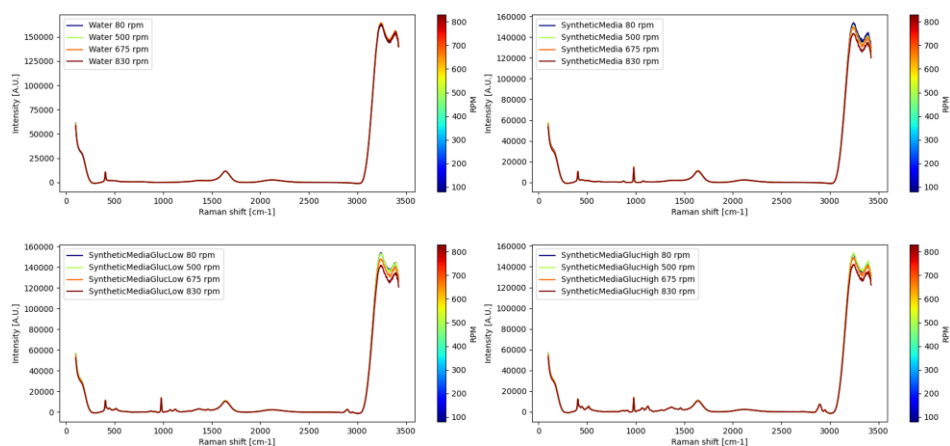 Water 80 rpm
Water 500 rpm
Water 675 rpm
Water 830 rpm
Intensity [A.U.]
150000
125000
100000
75000
50000
25000
0
0 500 1000 1500 2000 2500 3000 3500
Raman shift [cm-1]
800
700
600
500
400
300
200
100
RPM
SyntheticMedia 80 rpm
SyntheticMedia 500 rpm
SyntheticMedia 675 rpm
SyntheticMedia 830 rpm
Intensity [A.U.]
160000
140000
120000
100000
80000
60000
40000
20000
0
0 500 1000 1500 2000 2500 3000 3500
Raman shift [cm-1]
800
700
600
500
400
300
200
100
RPM
SyntheticMediaGlucLow 80 rpm
SyntheticMediaGlucLow 500 rpm
SyntheticMediaGlucLow 675 rpm
SyntheticMediaGlucLow 830 rpm
Intensity [A.U.]
160000
140000
120000
100000
80000
60000
40000
20000
0
0 500 1000 1500 2000 2500 3000 3500
Raman shift [cm-1]
800
700
600
500
400
300
200
100
RPM
SyntheticMediaGlucHigh 80 rpm
SyntheticMediaGlucHigh 500 rpm
SyntheticMediaGlucHigh 675 rpm
SyntheticMediaGlucHigh 830 rpm
Intensity [A.U.]
160000
140000
120000
100000
80000
60000
40000
20000
0
0 500 1000 1500 2000 2500 3000 3500
Raman shift [cm-1]
800
700
600
500
400
300
200
100
RPM